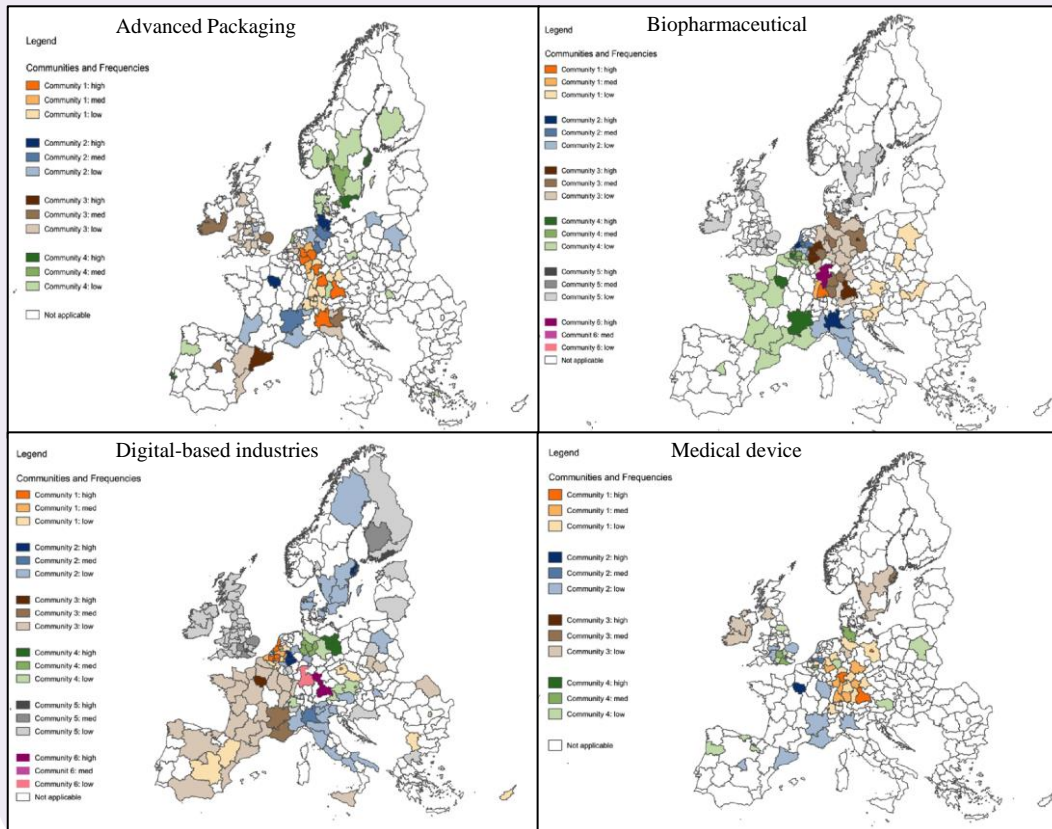 Advanced Packaging
Legend
Communities and Frequencies
Community 1: high
Community 1: med
Community 1: low
Community 2: high
Community 2: med
Community 2: low
Community 3: high
Community 3: med
Community 3: low
Community 4: high
Community 4: med
Community 4: low
Not applicable
Biopharmaceutical
Legend
Communities and Frequencies
Community 1: high
Community 1: med
Community 1: low
Community 2: high
Community 2: med
Community 2: low
Community 3: high
Community 3: med
Community 3: low
Community 4: high
Community 4: med
Community 4: low
Community 5: high
Community 5: med
Community 5: low
Community 6: high
Communit 6: med
Community 6: low
Not applicable
Digital-based industries
Legend
Communities and Frequencies
Community 1: high
Community 1: med
Community 1: low
Community 2: high
Community 2: med
Community 2: low
Community 3: high
Community 3: med
Community 3: low
Community 4: high
Community 4: med
Community 4: low
Community 5: high
Community 5: med
Community 5: low
Community 6: high
Communit 6: med
Community 6: low
Not applicable
Medical device
Legend
Communities and Frequencies
Community 1: high
Community 1: med
Community 1: low
Community 2: high
Community 2: med
Community 2: low
Community 3: high
Community 3: med
Community 3: low
Community 4: high
Community 4: med
Community 4: low
Not applicable